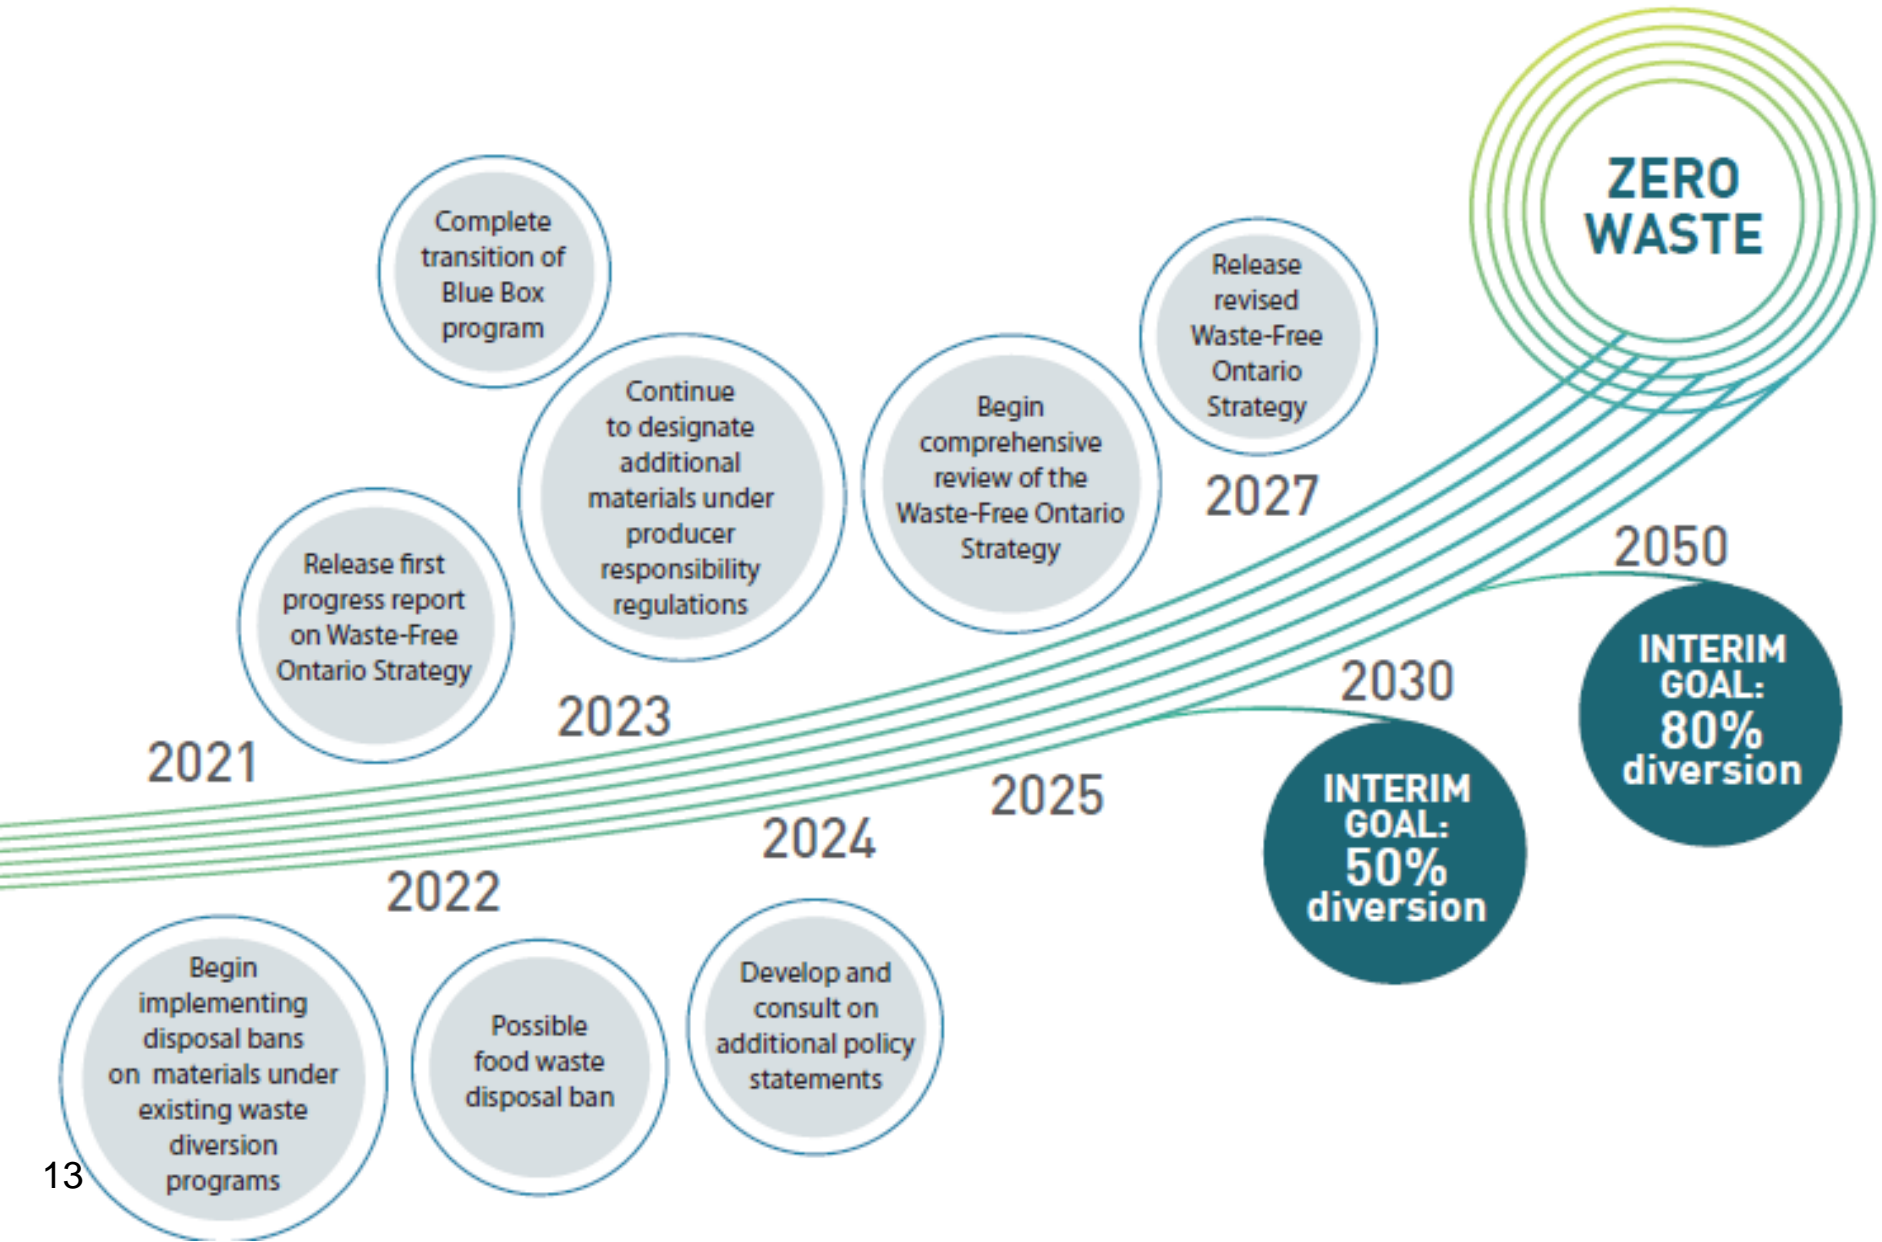 ZERO
WASTE
Complete
transition of
Blue Box
program
Release
revised
Waste-Free
Ontario
Strategy
2027
Continue
to designate
additional
materials under
producer
responsibility
regulations
Begin
comprehensive
review of the
Waste-Free Ontario
Strategy
Release first
progress report
on Waste-Free
Ontario Strategy
2021
2023
2050
INTERIM
GOAL:
80%
diversion
2030
INTERIM
GOAL:
50%
diversion
2025
2024
2022
Begin
implementing
disposal bans
on materials under
existing waste
diversion
programs
Possible
food waste
disposal ban
Develop and
consult on
additional policy
statements
13